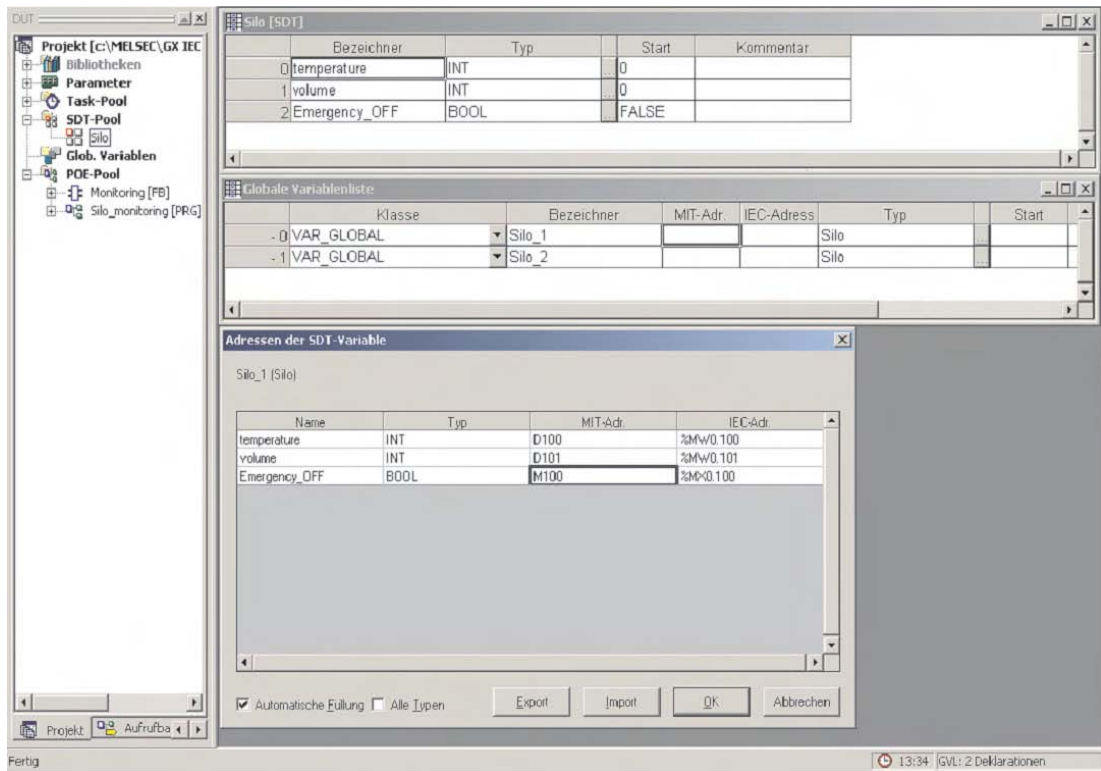 DUT
Projekt [c:\MELSEC\GX IEC
Bibliotheken
Parameter
Task-Pool
SDT-Pool
Silo
Glob. Variablen
POE-Pool
Monitoring [FB]
Silo_monitoring [PRG]
Projekt Aufrufba
Silo [SDT]
Bezeichner Typ Start Kommentar
0 temperature INT ... 0
1 volume INT ... 0
2 Emergency_OFF BOOL ... FALSE
Globale Variablenliste
Klasse Bezeichner MIT-Adr. IEC-Adress Typ Start
- 0 VAR_GLOBAL Silo_1 Silo ...
- 1 VAR_GLOBAL Silo_2 Silo ...
Adressen der SDT-Variable
Silo_1 (Silo)
Name Typ MIT-Adr. IEC-Adr.
temperature INT D100 %MW0.100
volume INT D101 %MW0.101
Emergency_OFF BOOL M100 %MX0.100
Automatische Füllung Alle Typen Export Import OK Abbrechen
Fertig 13:34 GVL: 2 Deklarationen